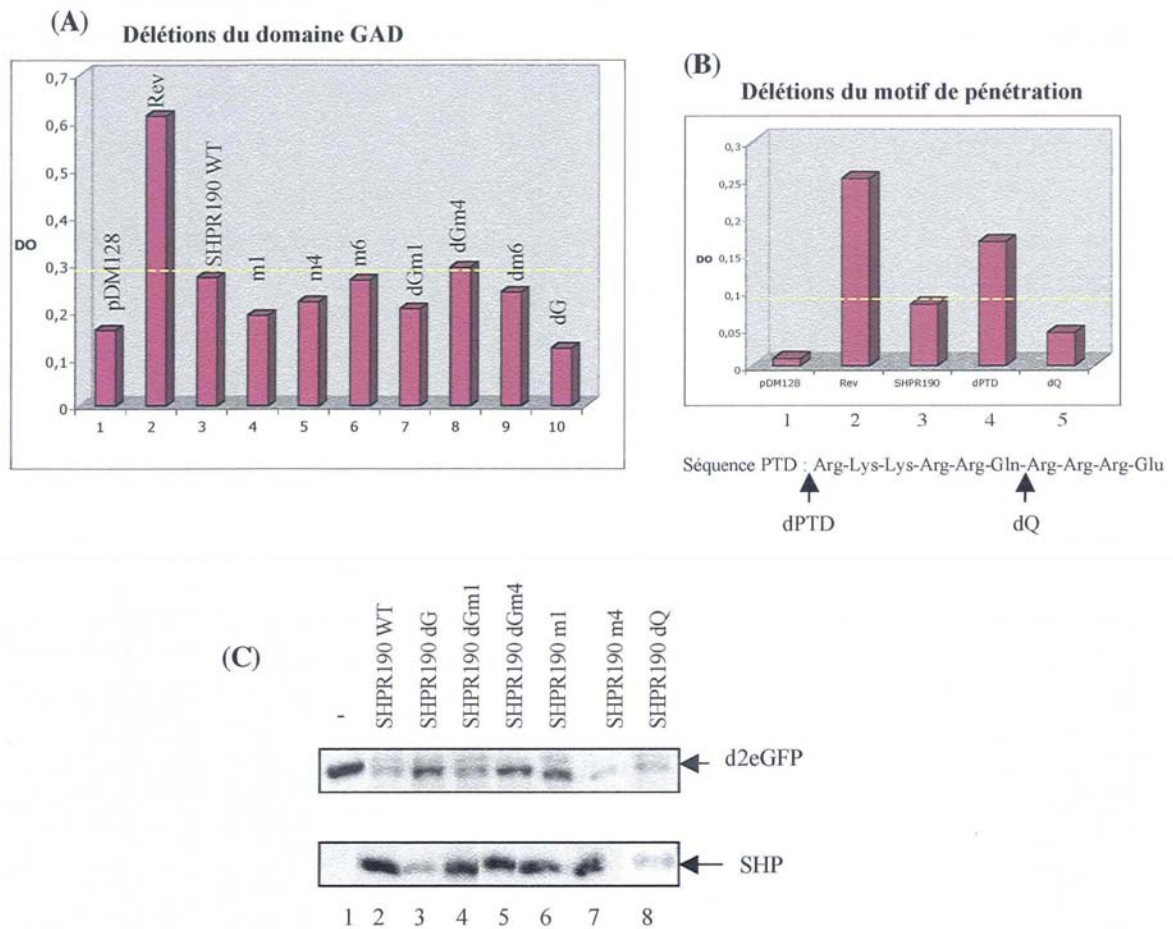 (A)
Délétions du domaine GAD
0,7
0,6
0,5
0,4
0,3
0,2
0,1
0
DO
pDM128
Rev
SHPR190 WT
m1
m4
m6
dGm1
dGm4
dm6
dG
1 2 3 4 5 6 7 8 9 10
(B)
Délétions du motif de pénétration
0,3
0,25
0,2
0,15
0,1
0,05
0
DO
pDM128 Rev SHPR190 dPTD dQ
1 2 3 4 5
Séquence PTD : Arg-Lys-Lys-Arg-Arg-Gln-Arg-Arg-Arg-Glu
dPTD dQ
(C)
-
SHPR190 WT
SHPR190 dG
SHPR190 dGm1
SHPR190 dGm4
SHPR190 m1
SHPR190 m4
SHPR190 dQ
d2eGFP
SHP
1 2 3 4 5 6 7 8